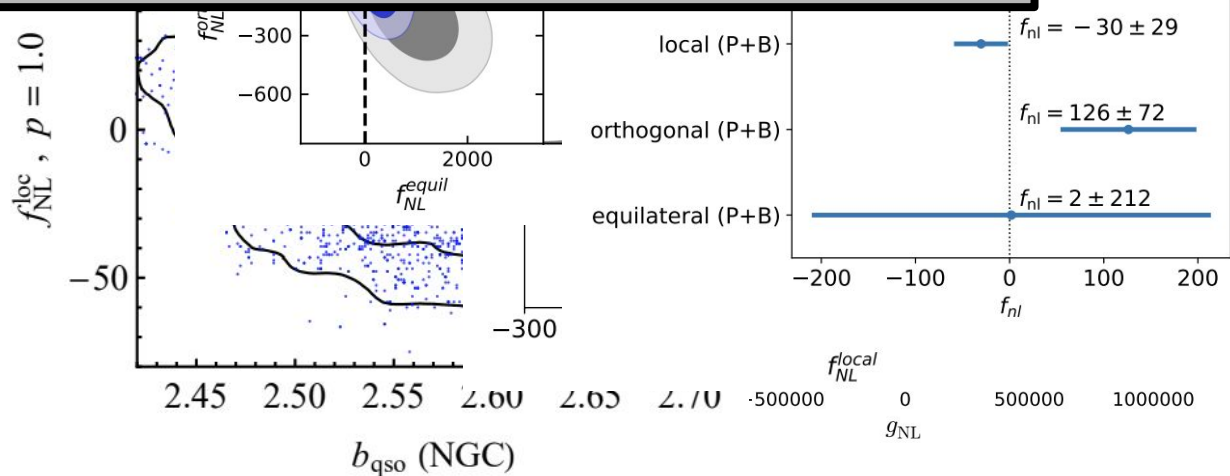 f_NL^loc , p = 1.0
0
−50
2.45 2.50 2.55 2.60 2.65 2.70
b_qso (NGC)
−300
−600
0 2000
f_NL^equil
−300
local (P+B)
orthogonal (P+B)
equilateral (P+B)
f_nl = − 30 ± 29
f_nl = 126 ± 72
f_nl = 2 ± 212
−200 −100 0 100 200
f_nl
f_NL^local
-500000 0 500000 1000000
g_NL